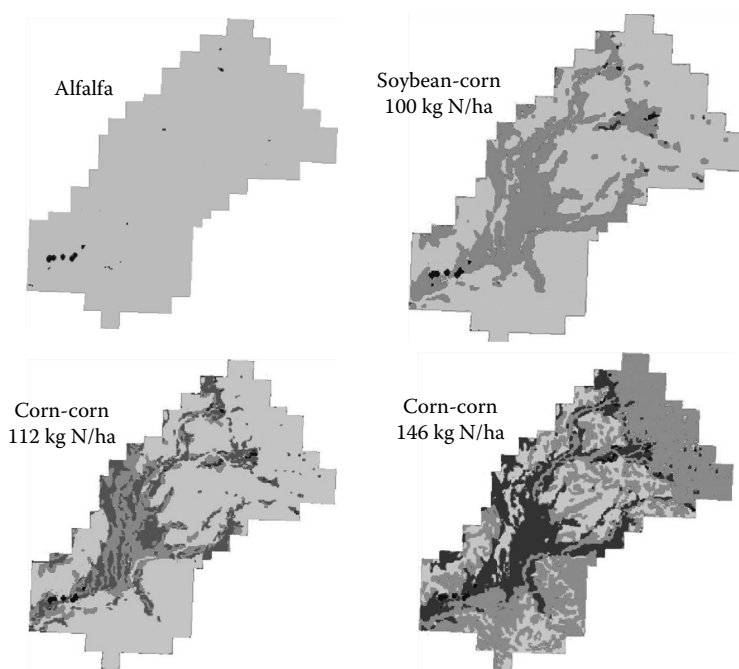 Alfalfa
Soybean-corn
100 kg N/ha
Corn-corn
112 kg N/ha
Corn-corn
146 kg N/ha